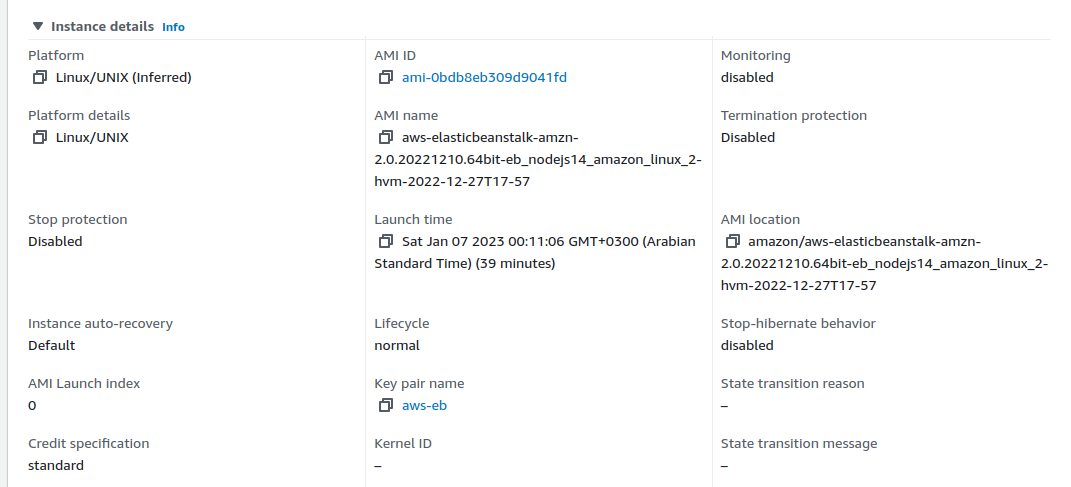 Instance details Info
Platform
Linux/UNIX (Inferred)
AMI ID
ami-0bdb8eb309d9041fd
Monitoring
disabled
Platform details
Linux/UNIX
AMI name
aws-elasticbeanstalk-amzn-
2.0.20221210.64bit-eb_nodejs14_amazon_linux_2-
hvm-2022-12-27T17-57
Termination protection
Disabled
Stop protection
Disabled
Launch time
Sat Jan 07 2023 00:11:06 GMT+0300 (Arabian
Standard Time) (39 minutes)
AMI location
amazon/aws-elasticbeanstalk-amzn-
2.0.20221210.64bit-eb_nodejs14_amazon_linux_2-
hvm-2022-12-27T17-57
Instance auto-recovery
Default
Lifecycle
normal
Stop-hibernate behavior
disabled
AMI Launch index
0
Key pair name
aws-eb
State transition reason
–
Credit specification
standard
Kernel ID
–
State transition message
–